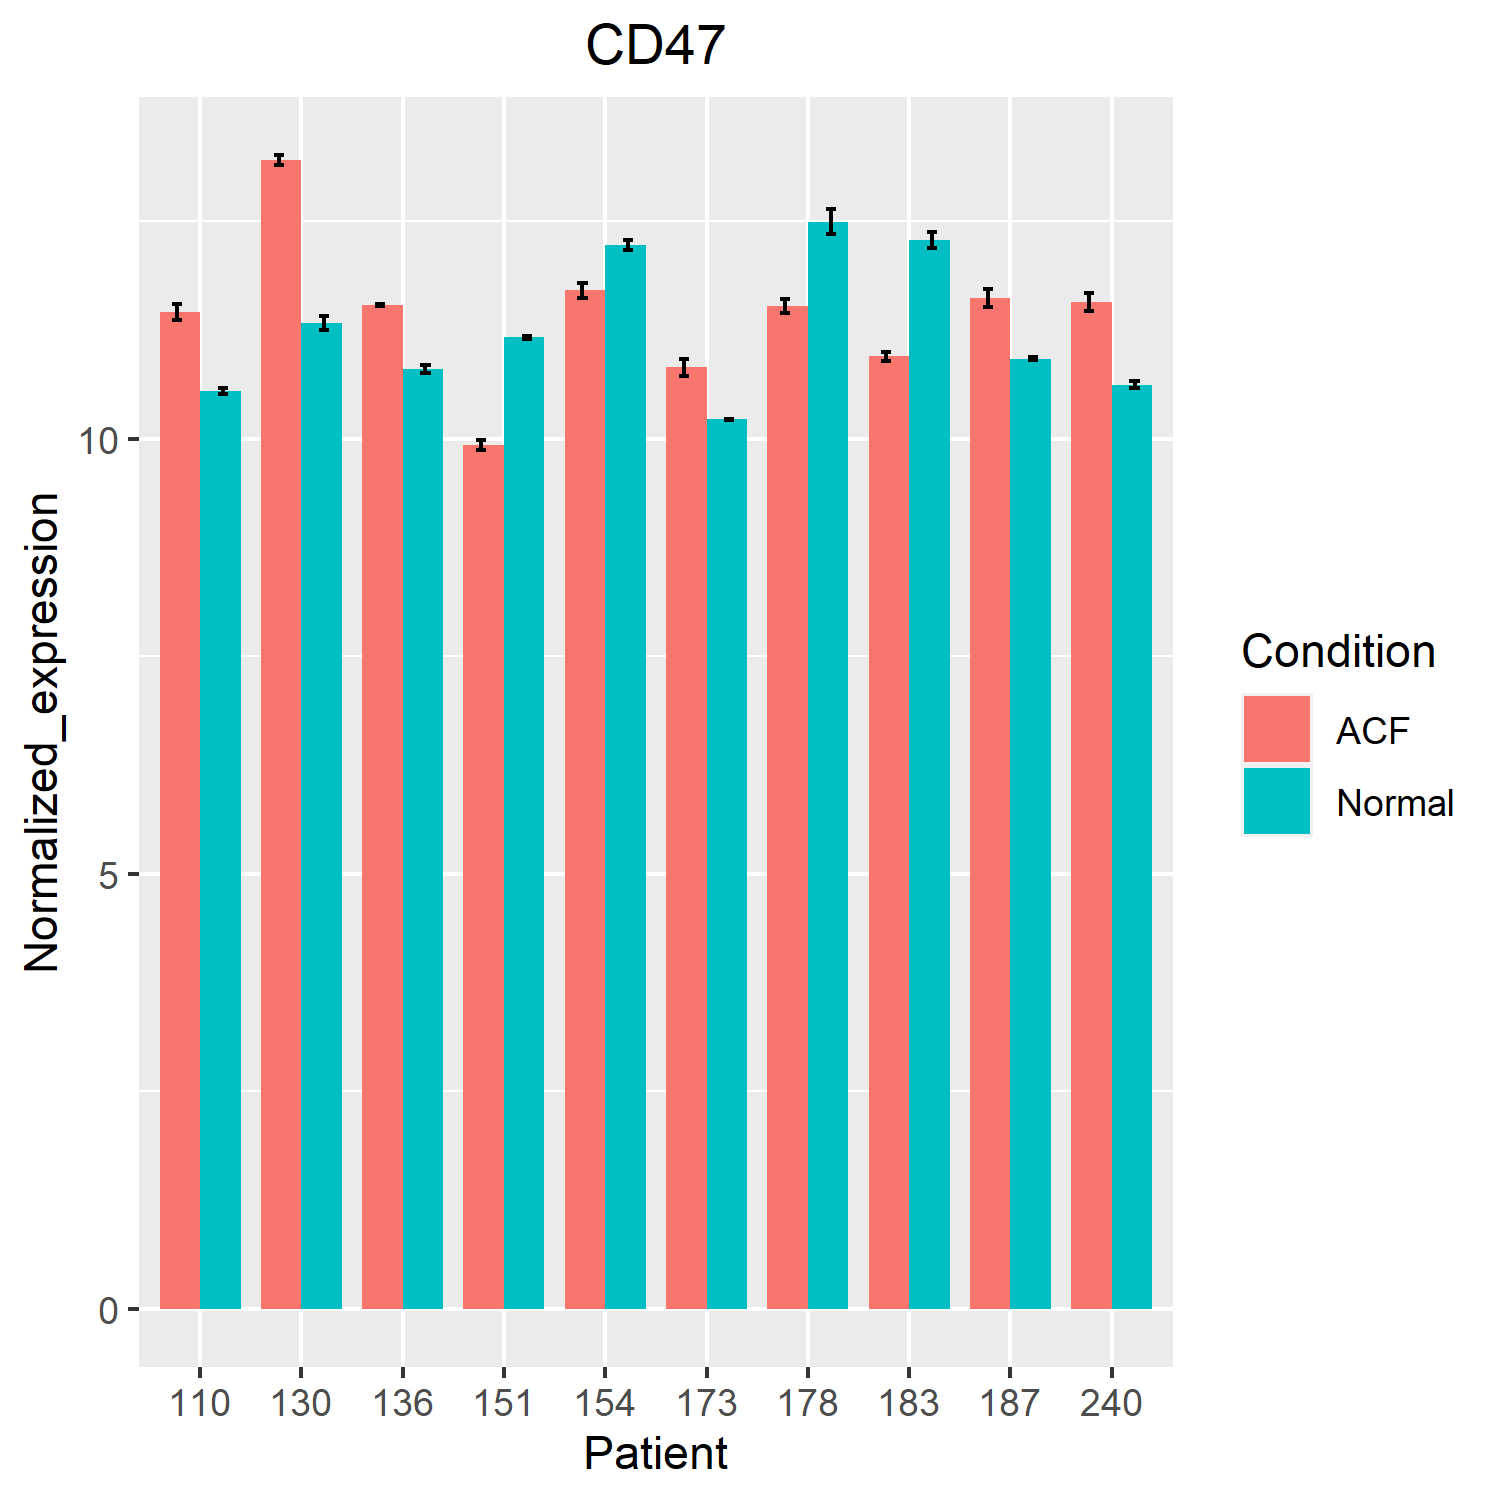 CD47
Normalized_expression
10
5
0
110 130 136 151 154 173 178 183 187 240
Patient
Condition
ACF
Normal